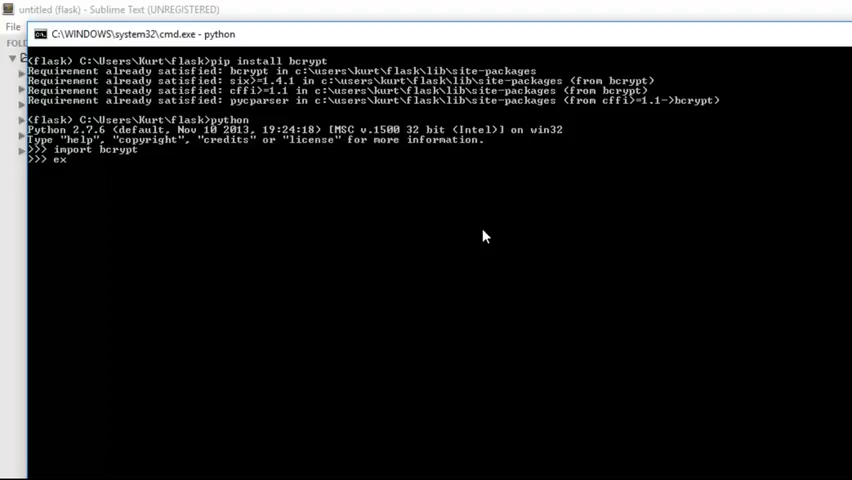 untitled (flask) - Sublime Text (UNREGISTERED)
File
C:\WINDOWS\system32\cmd.exe - python
FOL
(flask) C:\Users\Kurt\flask>pip install bcrypt
Requirement already satisfied: bcrypt in c:\users\kurt\flask\lib\site-packages
Requirement already satisfied: six>=1.4.1 in c:\users\kurt\flask\lib\site-packages (from bcrypt)
Requirement already satisfied: cffi>=1.1 in c:\users\kurt\flask\lib\site-packages (from bcrypt)
Requirement already satisfied: pycparser in c:\users\kurt\flask\lib\site-packages (from cffi>=1.1->bcrypt)
(flask) C:\Users\Kurt\flask>python
Python 2.7.6 (default, Nov 10 2013, 19:24:18) [MSC v.1500 32 bit (Intel)] on win32
Type "help", "copyright", "credits" or "license" for more information.
>>> import bcrypt
>>> ex